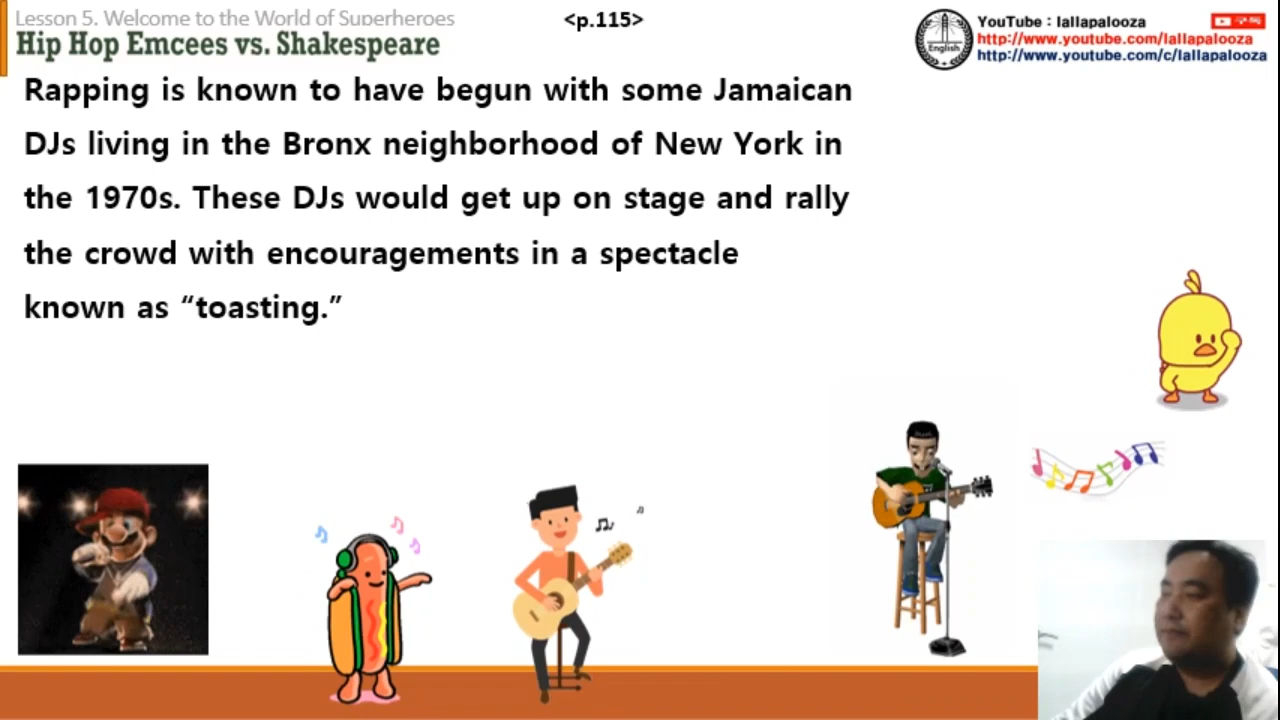 Lesson 5. Welcome to the World of Superheroes
<p.115>
Hip Hop Emcees vs. Shakespeare
English
YouTube : lallapalooza
http://www.youtube.com/lallapalooza
http://www.youtube.com/c/lallapalooza
Rapping is known to have begun with some Jamaican
DJs living in the Bronx neighborhood of New York in
the 1970s. These DJs would get up on stage and rally
the crowd with encouragements in a spectacle
known as “toasting.”